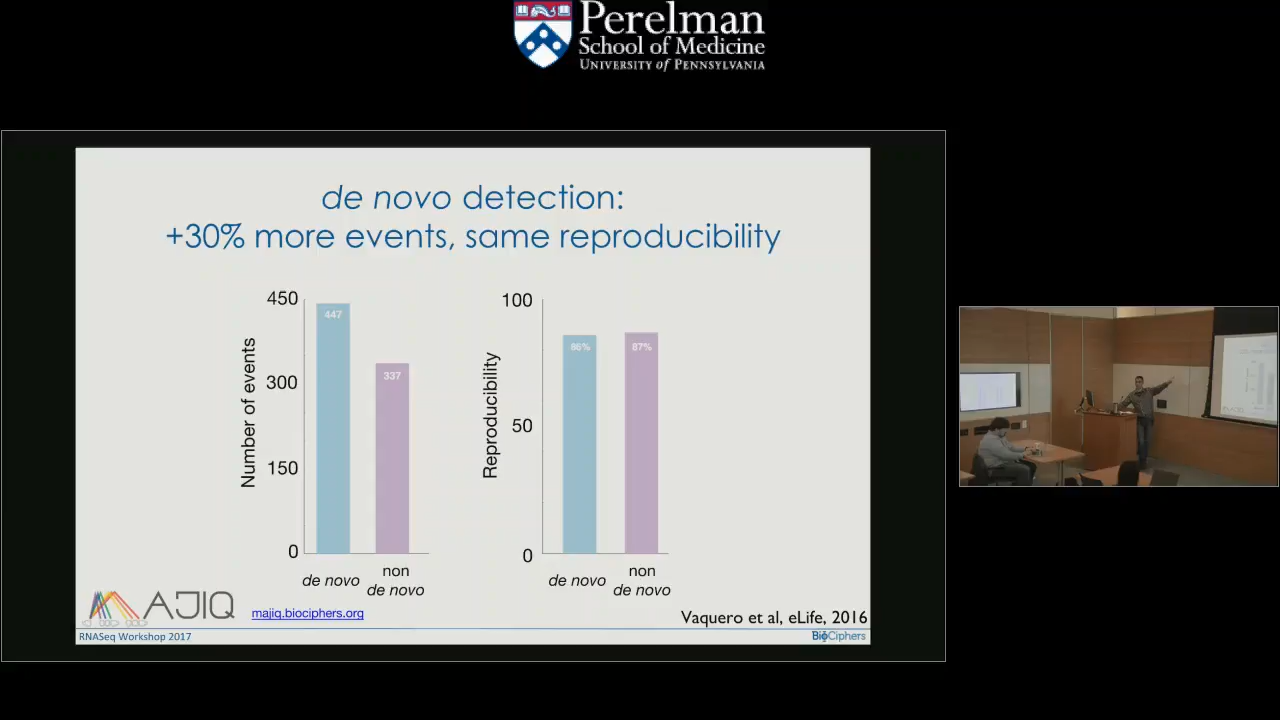 Perelman
School of Medicine
University of Pennsylvania
de novo detection:
+30% more events, same reproducibility
Number of events
450
300
150
0
447
337
de novo
non
de novo
Reproducibility
100
50
0
86%
87%
de novo
non
de novo
MAJIQ
majiq.biociphers.org
Vaquero et al, eLife, 2016
RNASeq Workshop 2017
BioCiphers